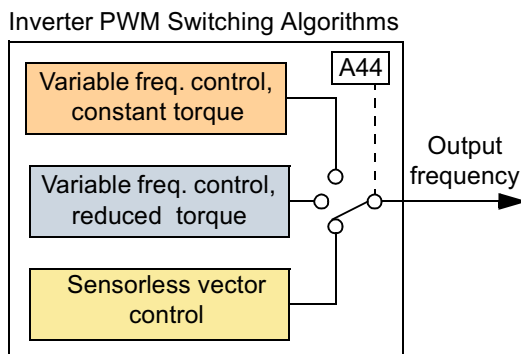 Inverter PWM Switching Algorithms
Variable freq. control,
constant torque
A44
Variable freq. control,
reduced torque
Output
frequency
Sensorless vector
control